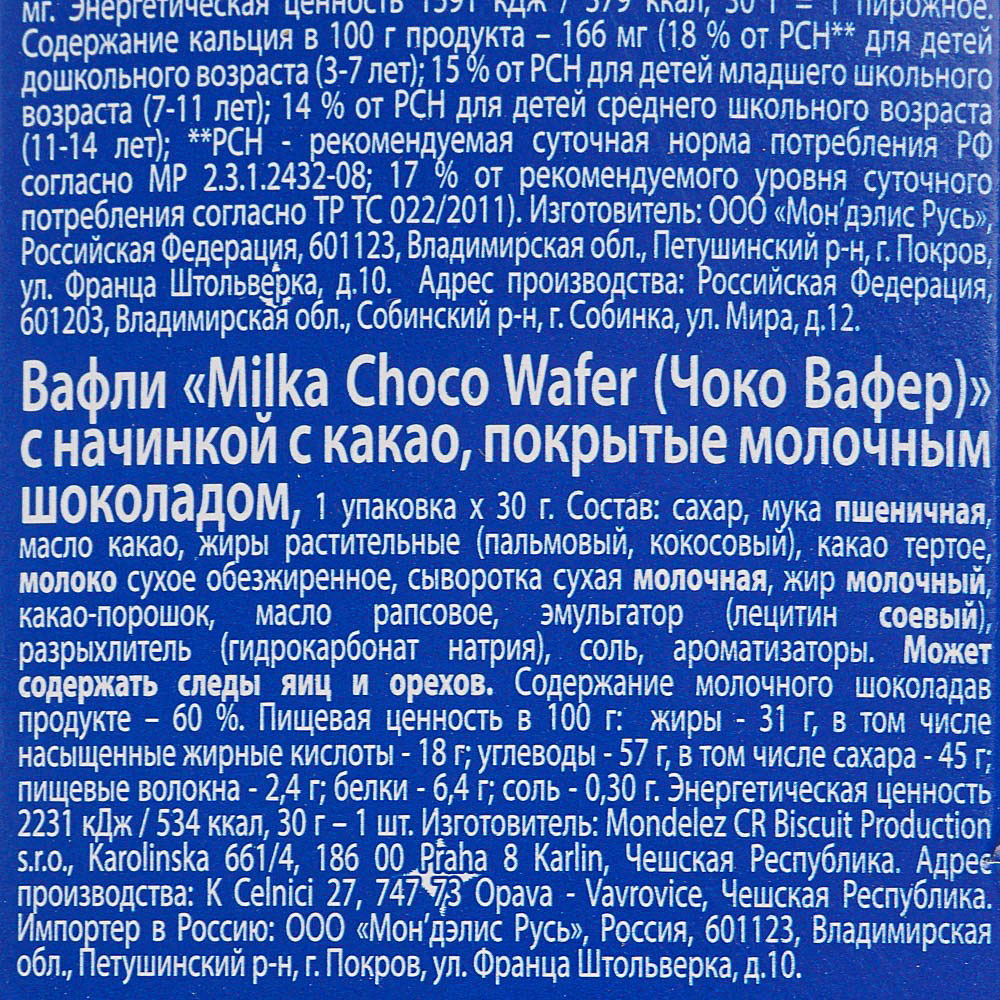 мг. Энергетическая ценность 1591 кДж / 379 ккал, 30 г = 1 пирожное.
Содержание кальция в 100 г продукта – 166 мг (18 % от РСН** для детей
дошкольного возраста (3-7 лет); 15 % от РСН для детей младшего школьного
возраста (7-11 лет); 14 % от РСН для детей среднего школьного возраста
(11-14 лет); **РСН - рекомендуемая суточная норма потребления РФ
согласно МР 2.3.1.2432-08; 17 % от рекомендуемого уровня суточного
потребления согласно ТР ТС 022/2011). Изготовитель: ООО «Мон’дэлис Русь»,
Российская Федерация, 601123, Владимирская обл., Петушинский р-н, г. Покров,
ул. Франца Штольверка, д.10. Адрес производства: Российская Федерация,
601203, Владимирская обл., Собинский р-н, г. Собинка, ул. Мира, д.12.
Вафли «Milka Choco Wafer (Чоко Вафер)»
с начинкой с какао, покрытые молочным
шоколадом, 1 упаковка х 30 г. Состав: сахар, мука пшеничная,
масло какао, жиры растительные (пальмовый, кокосовый), какао тертое,
молоко сухое обезжиренное, сыворотка сухая молочная, жир молочный,
какао-порошок, масло рапсовое, эмульгатор (лецитин соевый),
разрыхлитель (гидрокарбонат натрия), соль, ароматизаторы. Может
содержать следы яиц и орехов. Содержание молочного шоколадав
продукте – 60 %. Пищевая ценность в 100 г: жиры - 31 г, в том числе
насыщенные жирные кислоты - 18 г; углеводы - 57 г, в том числе сахара - 45 г;
пищевые волокна - 2,4 г; белки - 6,4 г; соль - 0,30 г. Энергетическая ценность
2231 кДж / 534 ккал, 30 г – 1 шт. Изготовитель: Mondelez CR Biscuit Production
s.r.o., Karolinska 661/4, 186 00 Praha 8 Karlin, Чешская Республика. Адрес
производства: K Celnici 27, 747 73 Opava - Vavrovice, Чешская Республика.
Импортер в Россию: ООО «Мон’дэлис Русь», Россия, 601123, Владимирская
обл., Петушинский р-н, г. Покров, ул. Франца Штольверка, д.10.